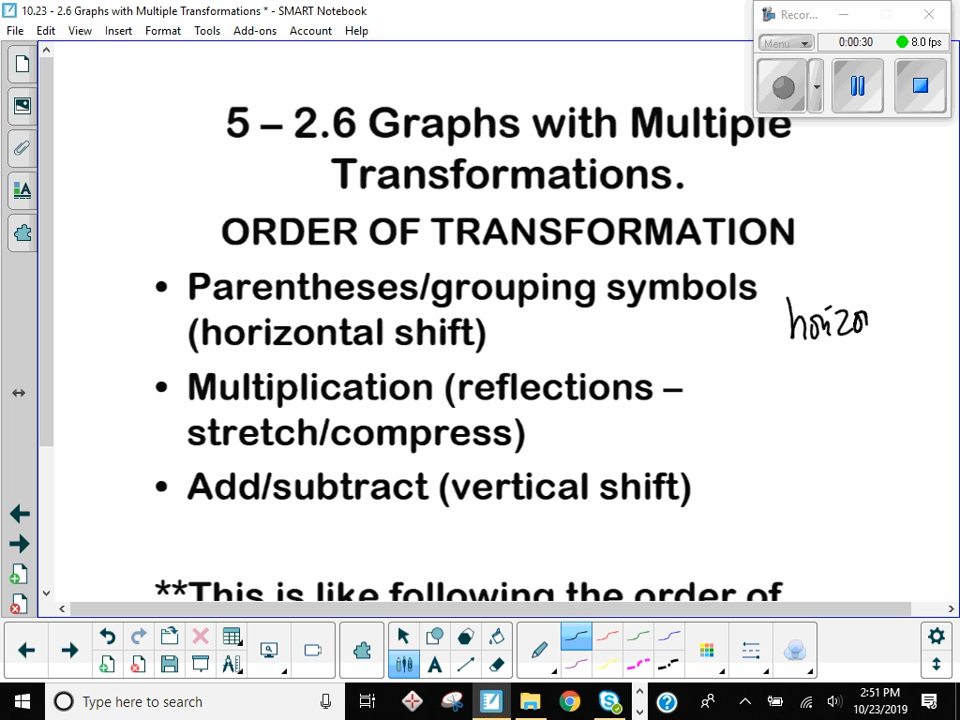 10.23 - 2.6 Graphs with Multiple Transformations * - SMART Notebook
Recor...
File Edit View Insert Format Tools Add-ons Account Help
Menu 0:00:30 8.0 fps
5 – 2.6 Graphs with Multiple
Transformations.
ORDER OF TRANSFORMATION
• Parentheses/grouping symbols
(horizontal shift)
horizon
• Multiplication (reflections –
stretch/compress)
• Add/subtract (vertical shift)
**This is like following the order of
Type here to search
2:51 PM
10/23/2019